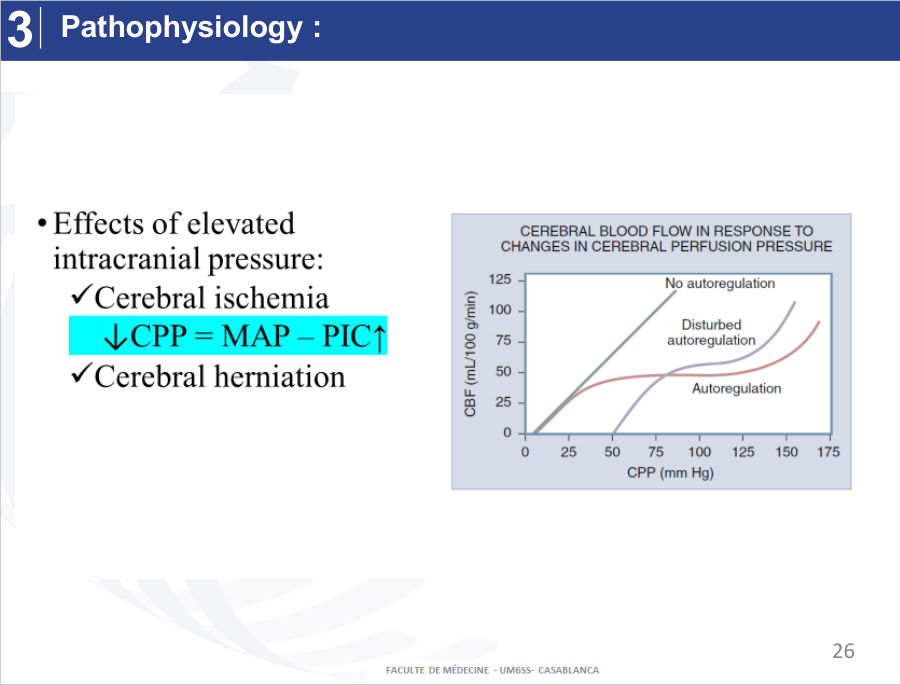 3 Pathophysiology :
• Effects of elevated
intracranial pressure:
✓Cerebral ischemia
↓CPP = MAP – PIC↑
✓Cerebral herniation
CEREBRAL BLOOD FLOW IN RESPONSE TO
CHANGES IN CEREBRAL PERFUSION PRESSURE
CBF (mL/100 g/min)
125
100
75
50
25
0
No autoregulation
Disturbed
autoregulation
Autoregulation
0 25 50 75 100 125 150 175
CPP (mm Hg)
26
FACULTE DE MÉDECINE - UM6SS- CASABLANCA